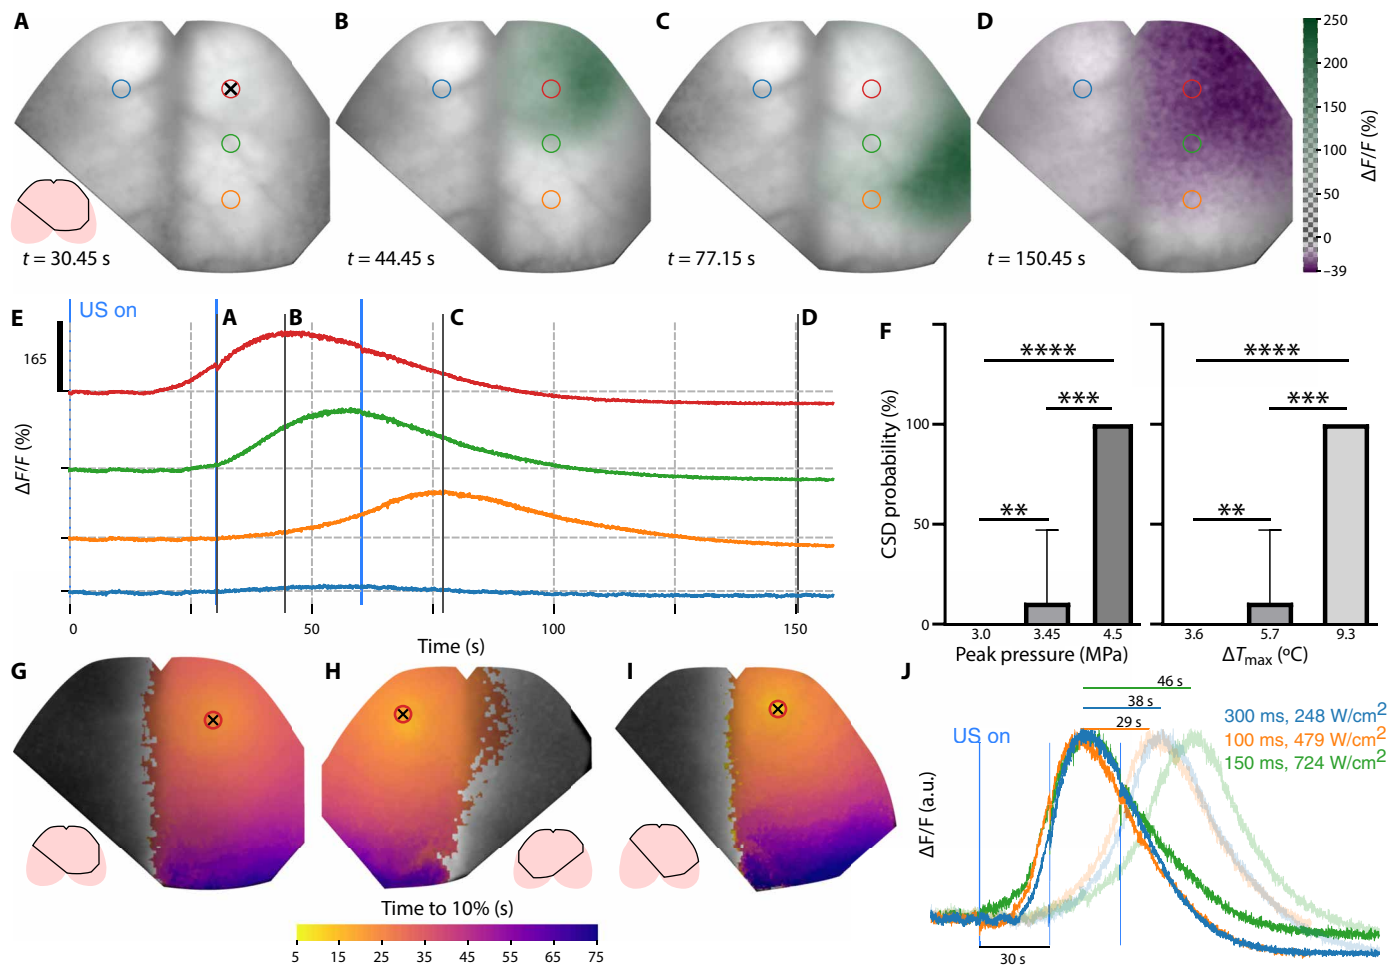 A
B
C
D
t = 30.45 s
t = 44.45 s
t = 77.15 s
t = 150.45 s
250
200
150
100
50
0
−39
ΔF/F (%)
E
US on
A
B
C
D
165
ΔF/F (%)
0
50
100
150
Time (s)
F
CSD probability (%)
100
50
0
****
***
**
3.0
3.45
4.5
Peak pressure (MPa)
****
***
**
3.6
5.7
9.3
ΔTmax (ºC)
G
H
I
Time to 10% (s)
5
15
25
35
45
55
65
75
J
46 s
38 s
29 s
US on
300 ms, 248 W/cm²
100 ms, 479 W/cm²
150 ms, 724 W/cm²
ΔF/F (a.u.)
30 s